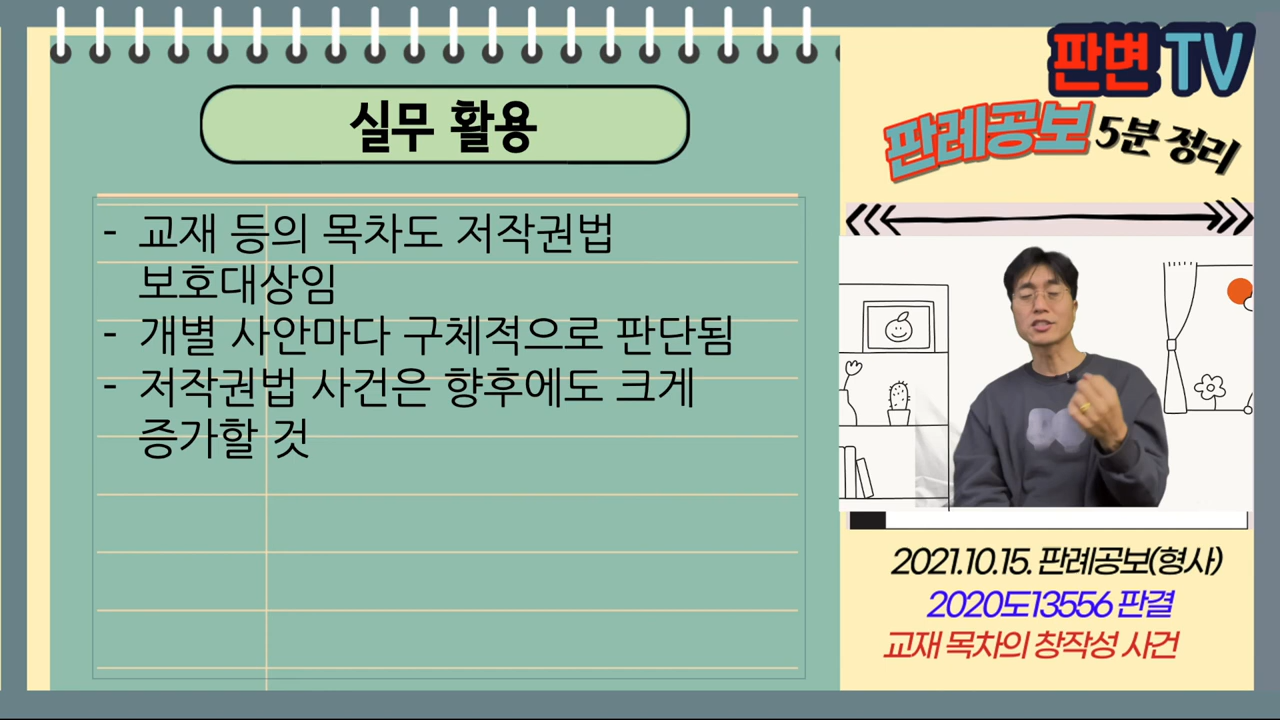 실무 활용
- 교재 등의 목차도 저작권법
보호대상임
- 개별 사안마다 구체적으로 판단됨
- 저작권법 사건은 향후에도 크게
증가할 것
판변 TV
판례공보 5분 정리
2021.10.15. 판례공보(형사)
2020도13556 판결
교재 목차의 창작성 사건